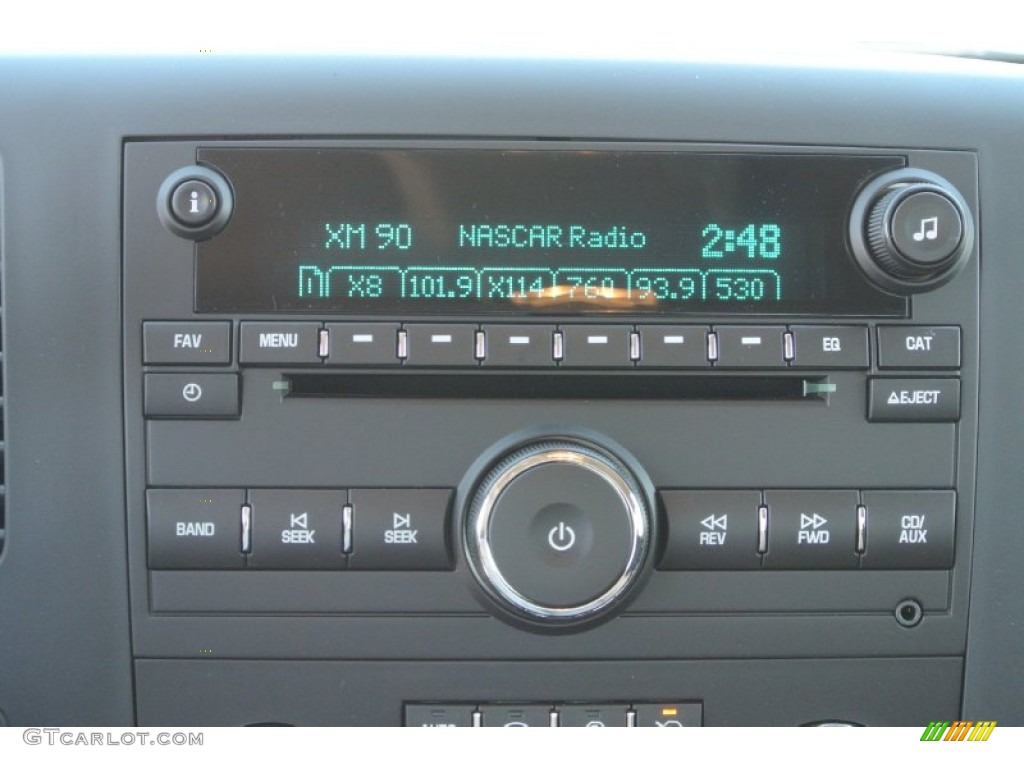 i
XM 90 NASCAR Radio 2:48
X8 101.9 X114 760 93.9 530
FAV MENU EQ CAT
EJECT
BAND SEEK SEEK REV FWD CD/
AUX
AUTO
GTCARLOT.COM